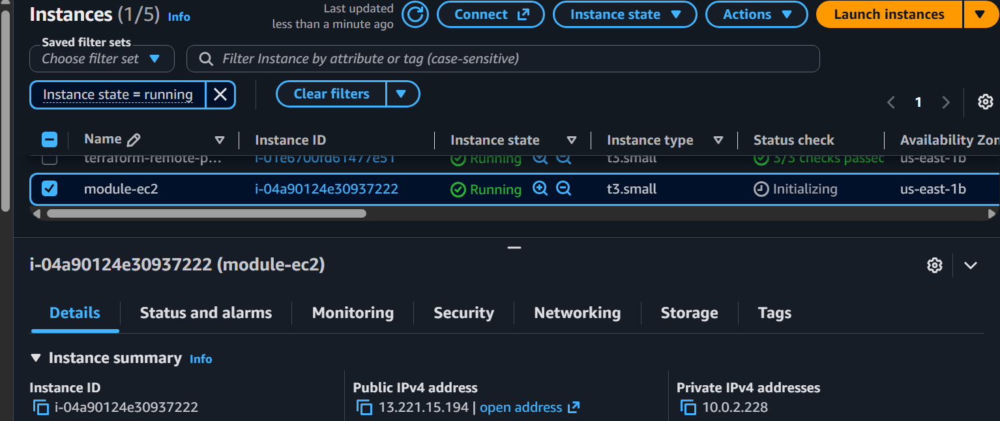 Instances (1/5) Info
Last updated
less than a minute ago
Connect
Instance state
Actions
Launch instances
Saved filter sets
Choose filter set
Filter Instance by attribute or tag (case-sensitive)
Instance state = running
Clear filters
1
Name Instance ID Instance state Instance type Status check Availability Zon
terraform-remote-p... i-01e6700fd61477e51 Running t3.small 3/3 checks passec us-east-1b
module-ec2 i-04a90124e30937222 Running t3.small Initializing us-east-1b
i-04a90124e30937222 (module-ec2)
Details Status and alarms Monitoring Security Networking Storage Tags
Instance summary Info
Instance ID Public IPv4 address Private IPv4 addresses
i-04a90124e30937222 13.221.15.194 | open address 10.0.2.228